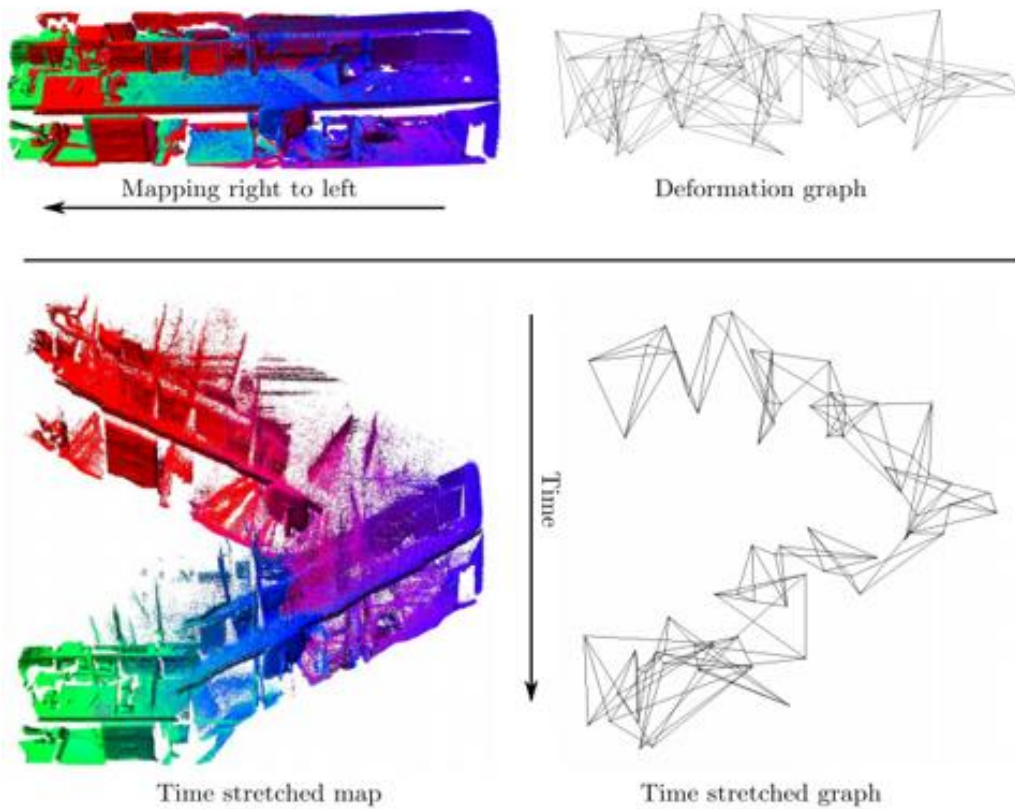 Mapping right to left
Deformation graph
Time
Time stretched map
Time stretched graph